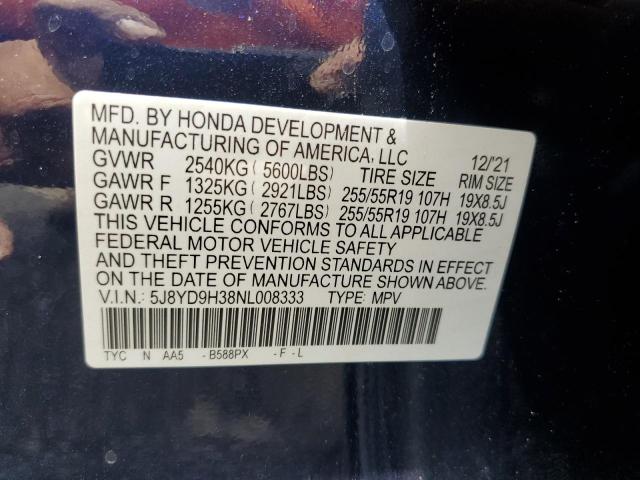 MFD. BY HONDA DEVELOPMENT &
MANUFACTURING OF AMERICA, LLC 12/'21
GVWR 2540KG ( 5600LBS) TIRE SIZE RIM SIZE
GAWR F 1325KG ( 2921LBS) 255/55R19 107H 19X8.5J
GAWR R 1255KG ( 2767LBS) 255/55R19 107H 19X8.5J
THIS VEHICLE CONFORMS TO ALL APPLICABLE
FEDERAL MOTOR VEHICLE SAFETY
AND THEFT PREVENTION STANDARDS IN EFFECT
ON THE DATE OF MANUFACTURE SHOWN ABOVE.
V.I.N.: 5J8YD9H38NL008333 TYPE: MPV
TYC N AA5 -B588PX -F-L